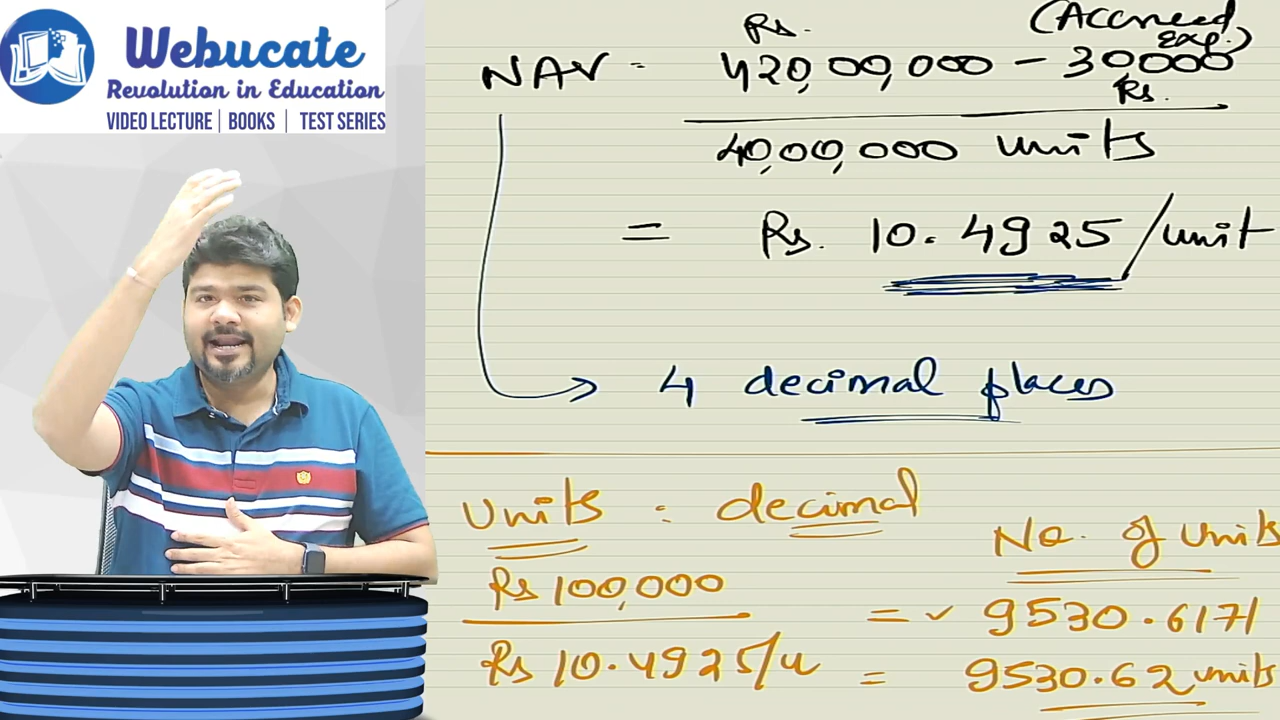 Webucate
Revolution in Education
VIDEO LECTURE | BOOKS | TEST SERIES
Rs. (Accrued Exp.)
NAV = 420,00,000 - 30000
Rs.
40,00,000 units
= Rs. 10.4925/unit
4 decimal places
Units : decimal
No. of units
Rs 100,000
= ✓ 9530.6171
Rs 10.4925/u
= 9530.62 units